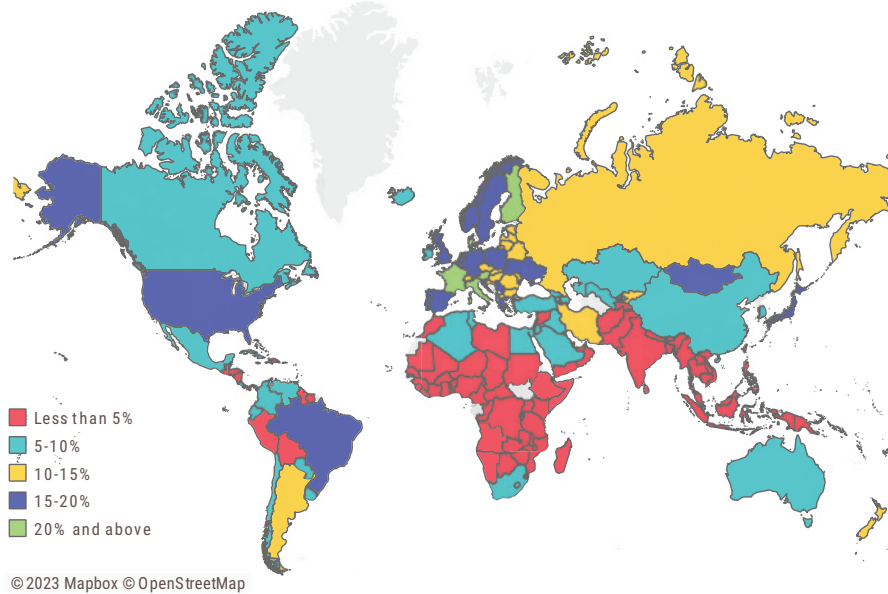 Less than 5%
5-10%
10-15%
15-20%
20% and above
© 2023 Mapbox © OpenStreetMap